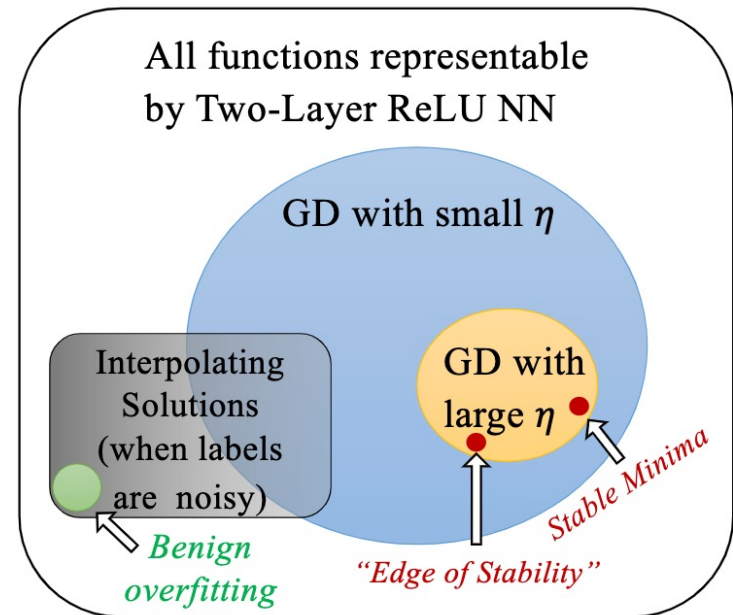 All functions representable
by Two-Layer ReLU NN
GD with small η
Interpolating
Solutions
(when labels
are noisy)
GD with
large η
Stable Minima
Benign
overfitting
“Edge of Stability”